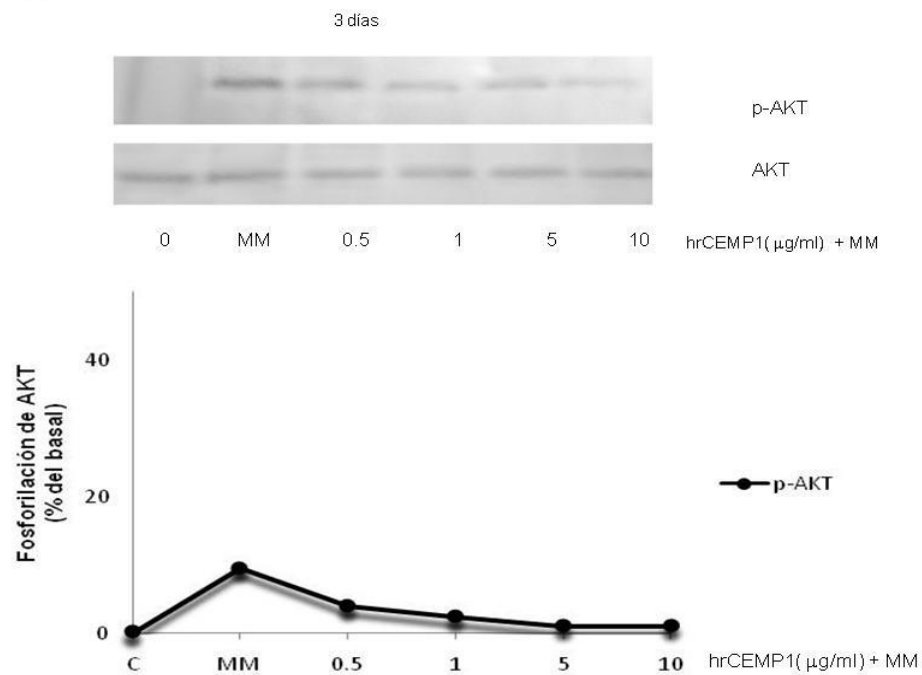 3 días
p-AKT
AKT
0 MM 0.5 1 5 10 hrCEMP1( µg/ml) + MM
Fosforilación de AKT
(% del basal)
40
20
0
p-AKT
C MM 0.5 1 5 10 hrCEMP1( µg/ml) + MM